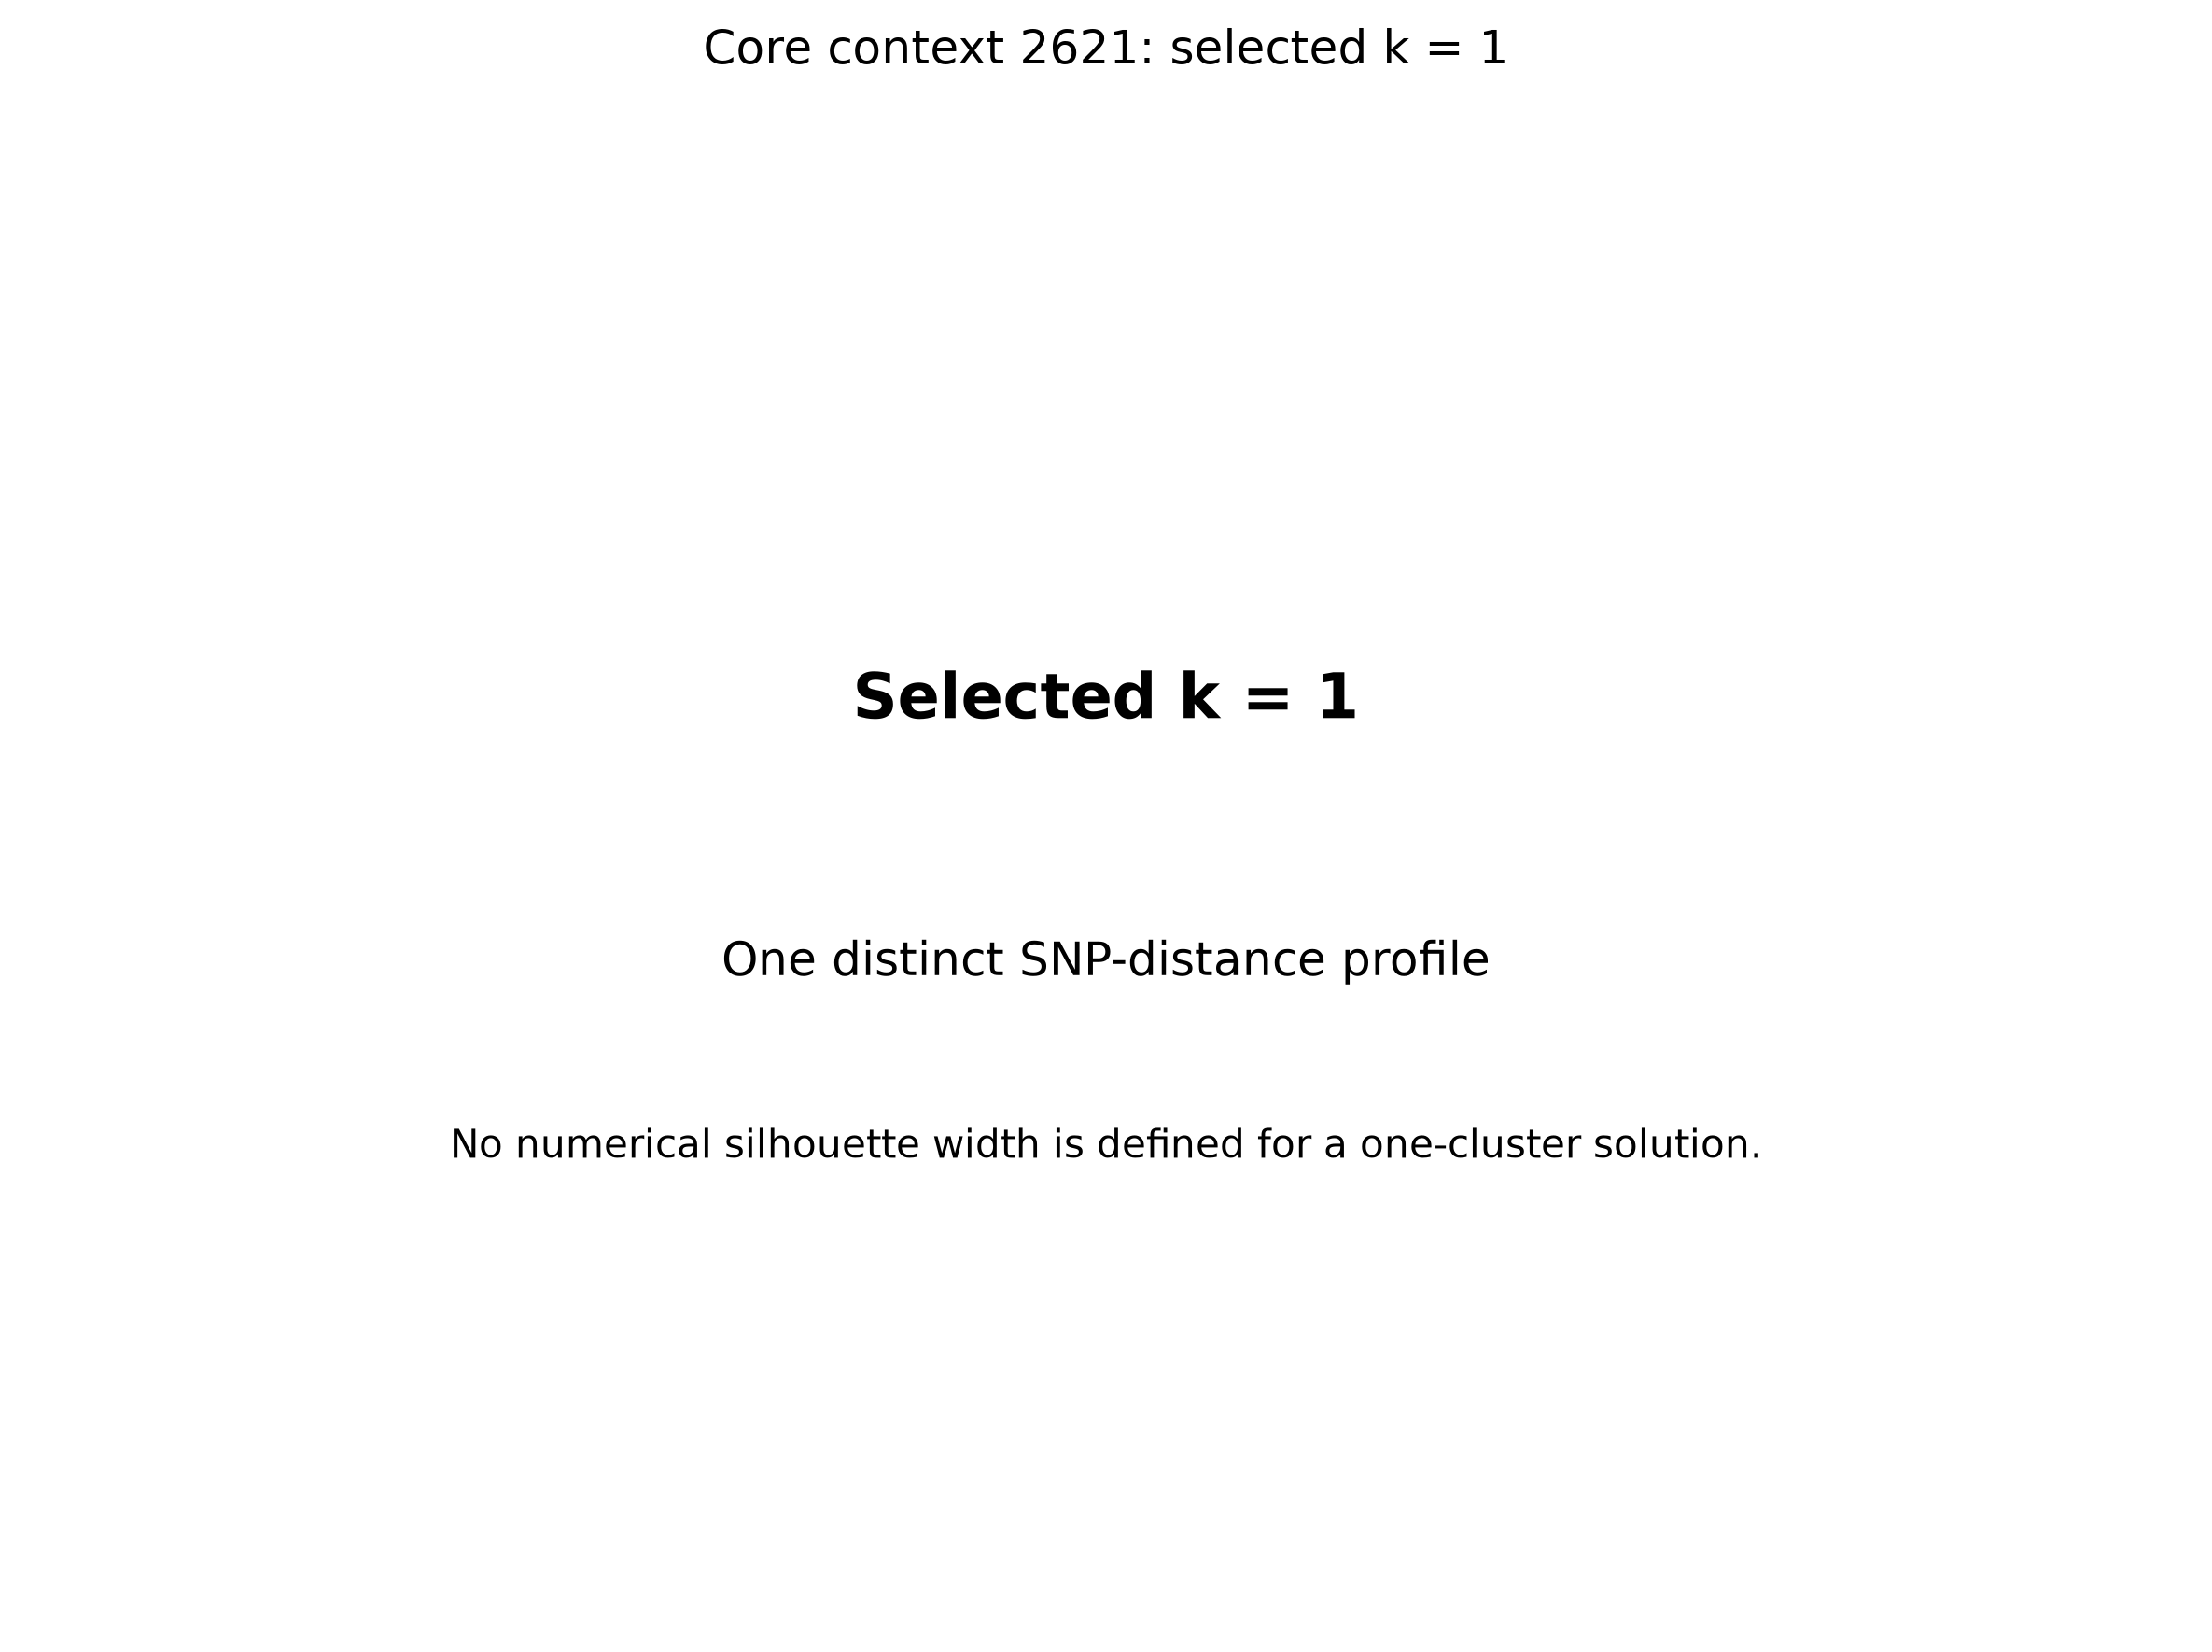 Core context 2621: selected k = 1
Selected k = 1
One distinct SNP-distance profile
No numerical silhouette width is defined for a one-cluster solution.